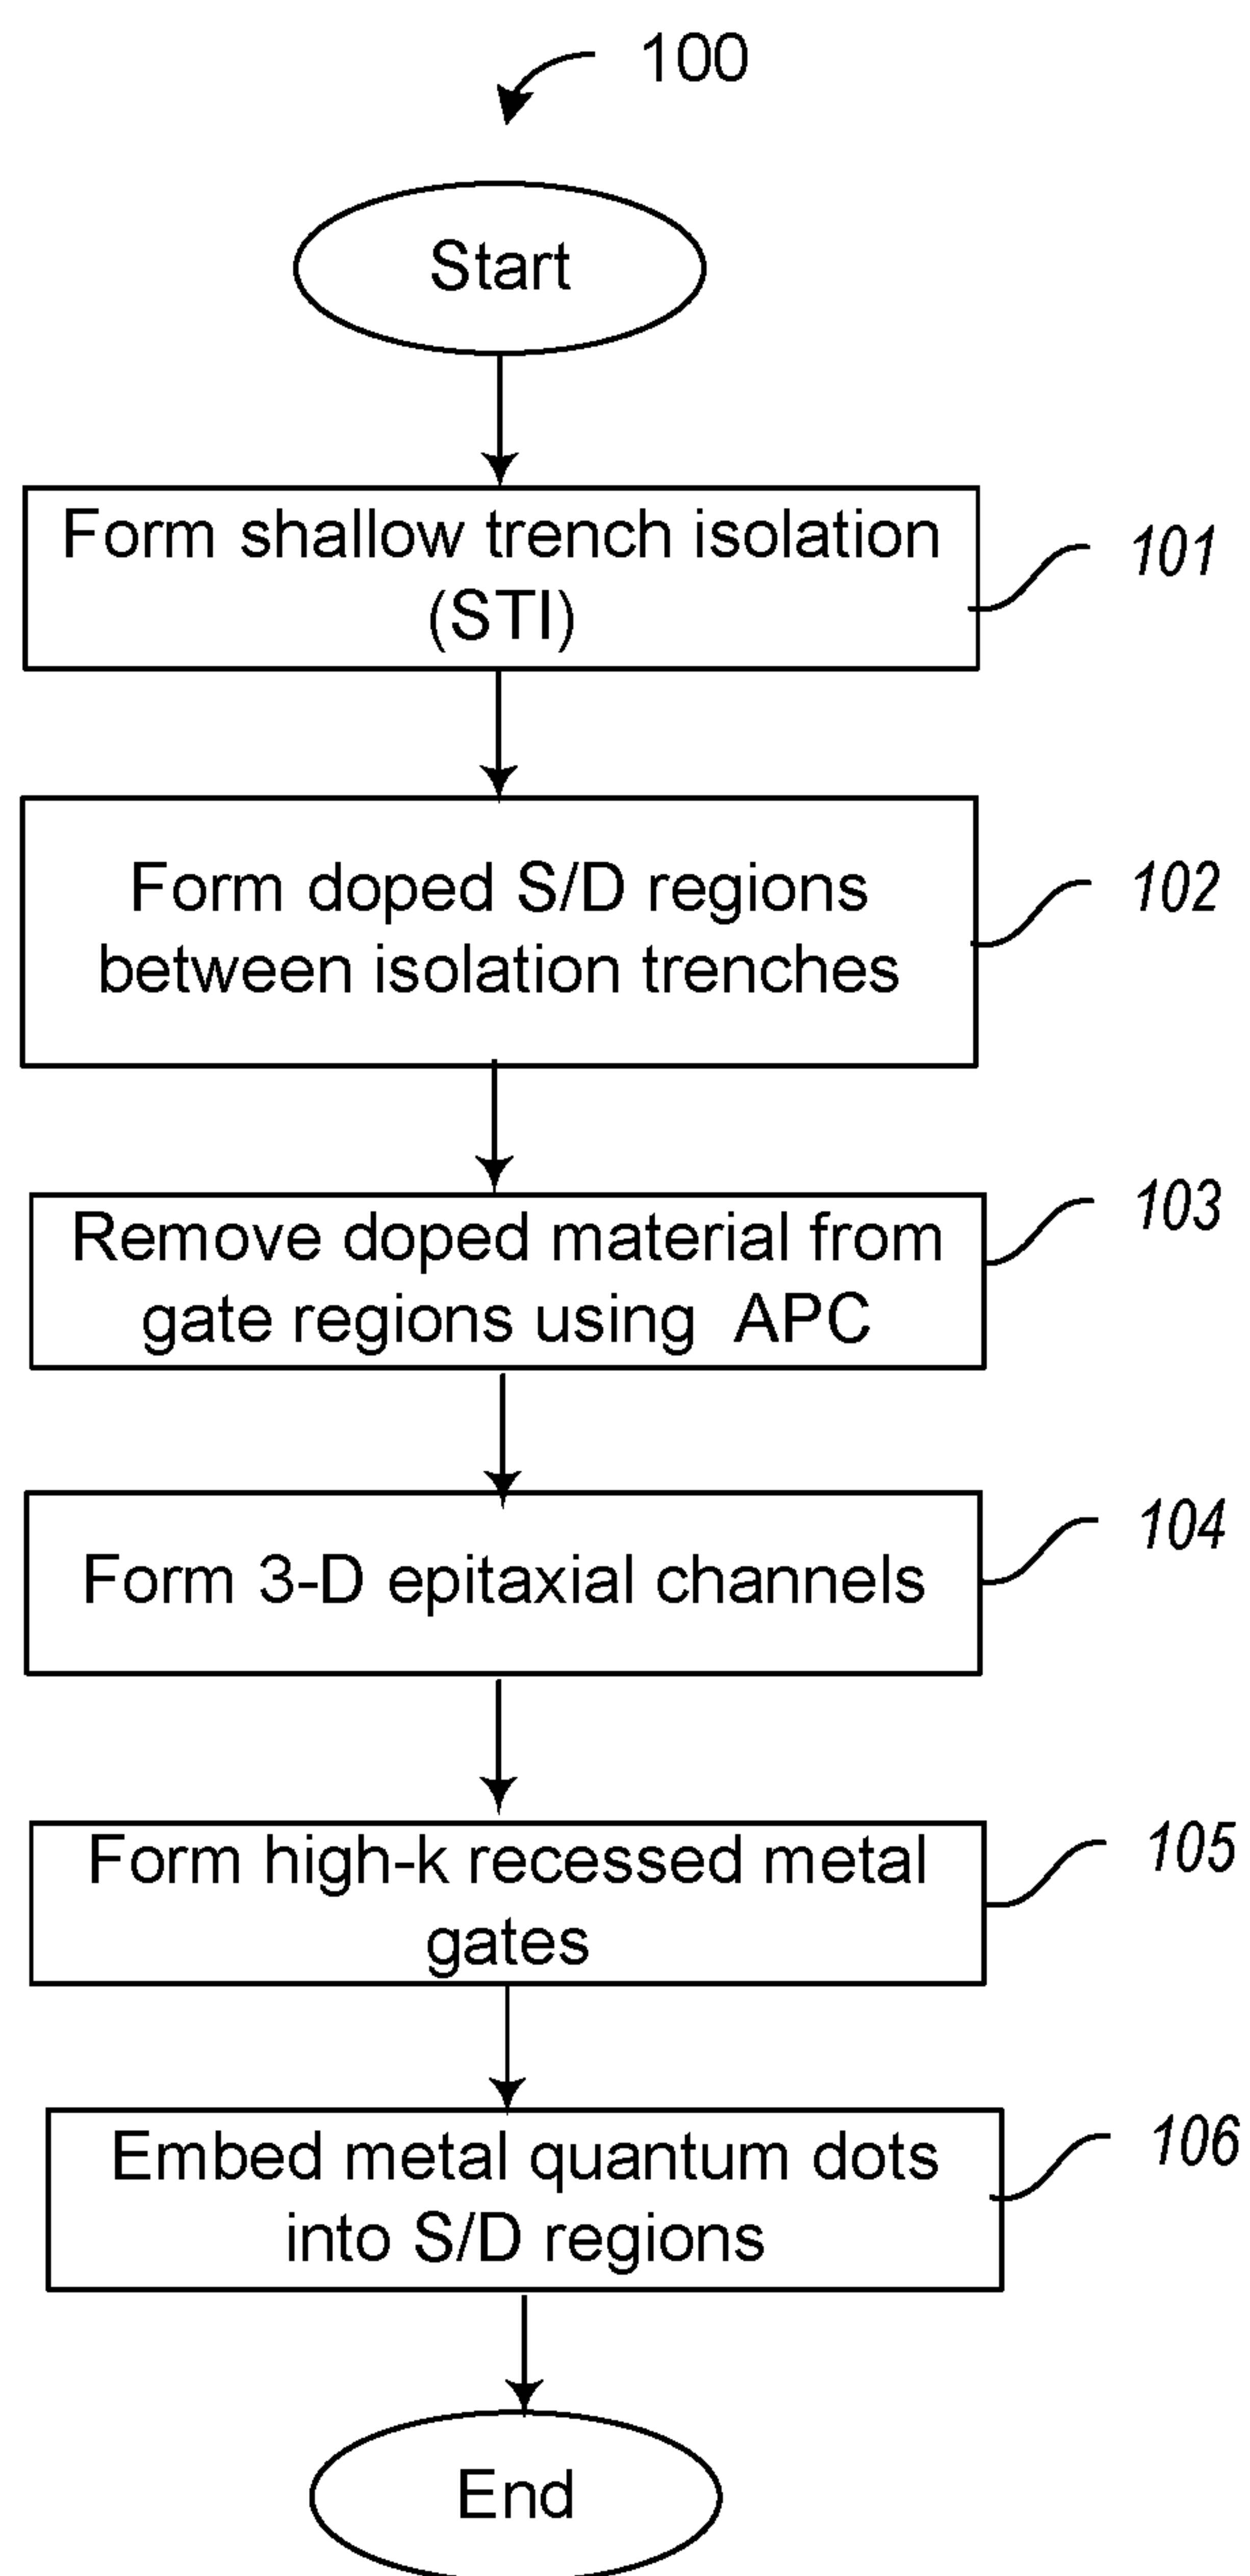 100
Start
Form shallow trench isolation
(STI)
101
Form doped S/D regions
between isolation trenches
102
Remove doped material from
gate regions using APC
103
Form 3-D epitaxial channels
104
Form high-k recessed metal
gates
105
Embed metal quantum dots
into S/D regions
106
End